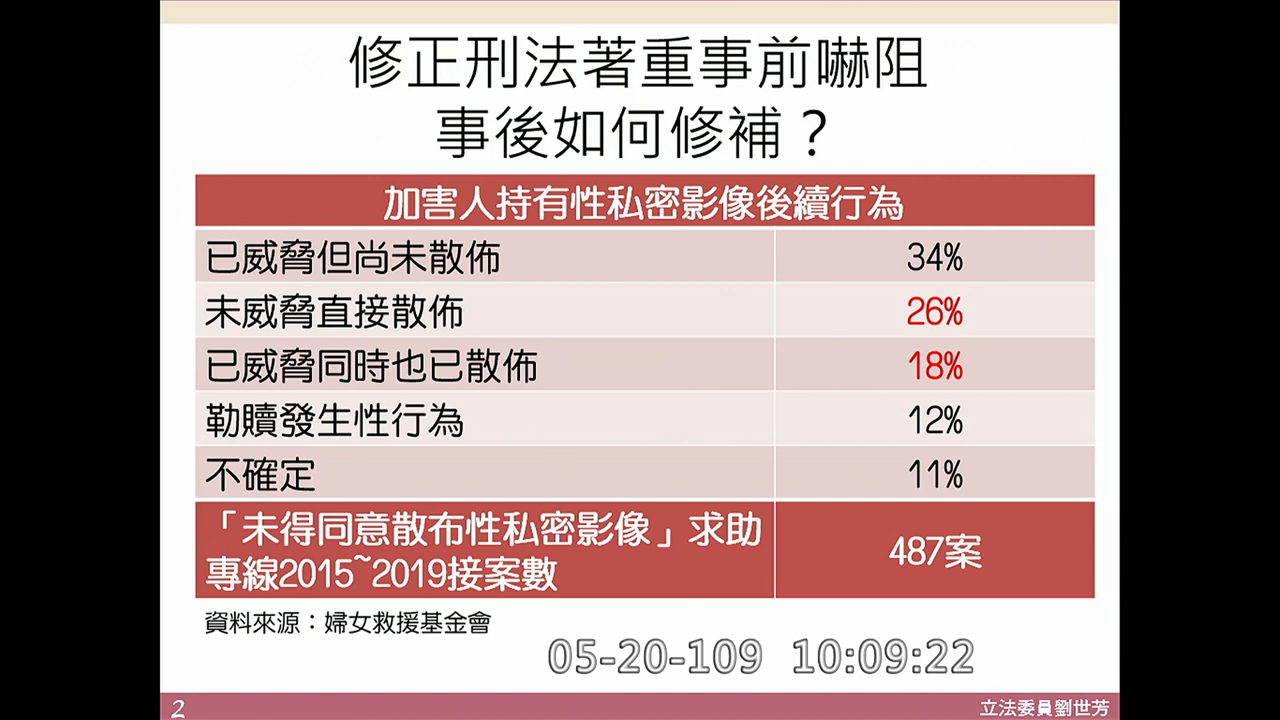 修正刑法著重事前嚇阻
事後如何修補？
加害人持有性私密影像後續行為
已威脅但尚未散佈 34%
未威脅直接散佈 26%
已威脅同時也已散佈 18%
勒贖發生性行為 12%
不確定 11%
「未得同意散布性私密影像」求助
專線2015~2019接案數 487案
資料來源：婦女救援基金會
05-20-109 10:09:22
2 立法委員劉世芳